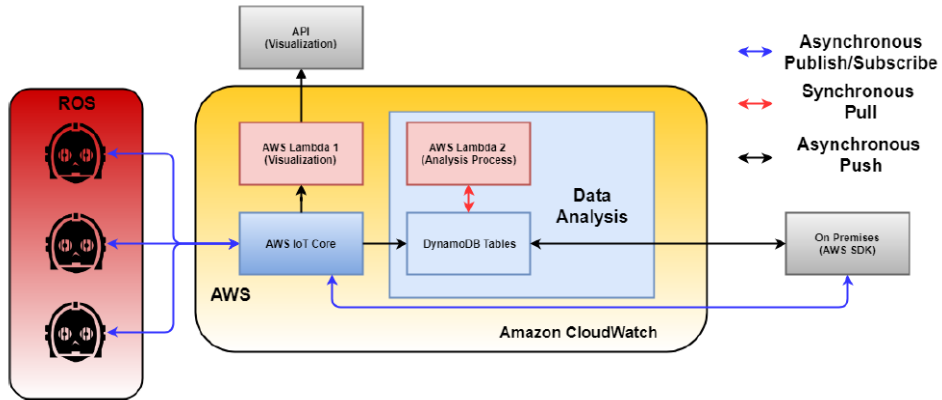 API
(Visualization)
Asynchronous
Publish/Subscribe
Synchronous
Pull
Asynchronous
Push
ROS
AWS Lambda 1
(Visualization)
AWS Lambda 2
(Analysis Process)
Data
Analysis
AWS IoT Core
DynamoDB Tables
On Premises
(AWS SDK)
AWS
Amazon CloudWatch